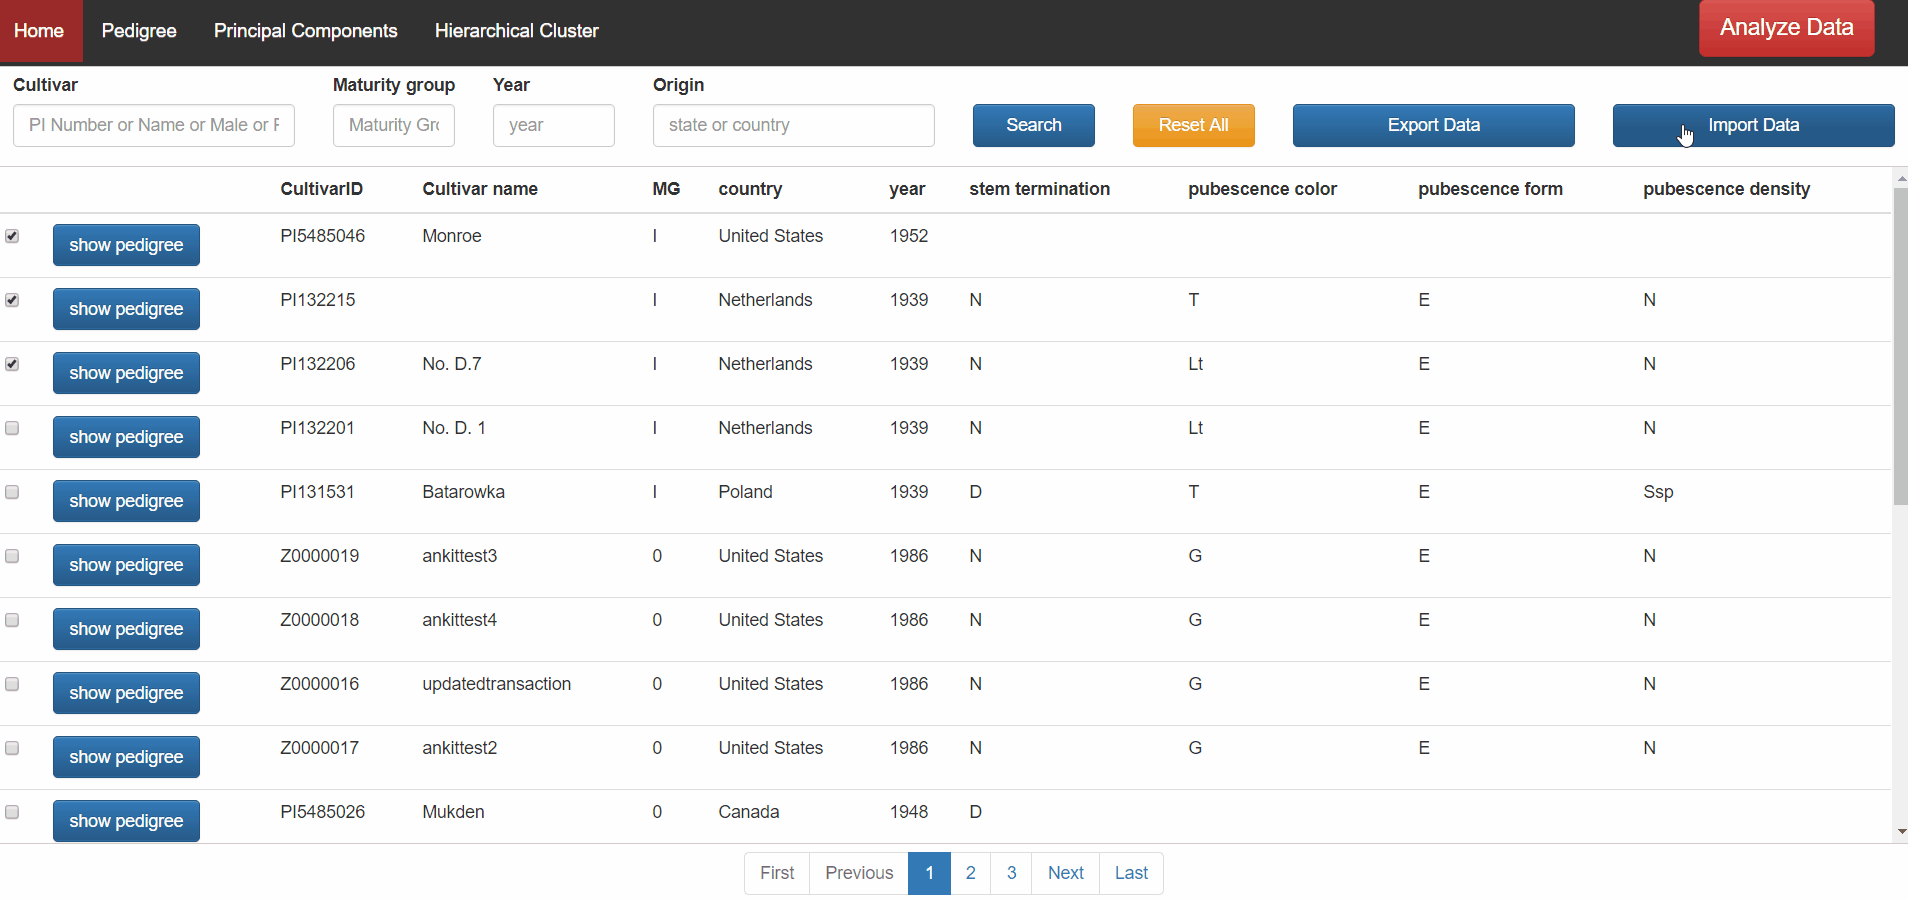 Home Pedigree Principal Components Hierarchical Cluster Analyze Data
Cultivar Maturity group Year Origin
PI Number or Name or Male or F Maturity Gro year state or country Search Reset All Export Data Import Data
CultivarID Cultivar name MG country year stem termination pubescence color pubescence form pubescence density
show pedigree PI5485046 Monroe I United States 1952
show pedigree PI132215 I Netherlands 1939 N T E N
show pedigree PI132206 No. D.7 I Netherlands 1939 N Lt E N
show pedigree PI132201 No. D. 1 I Netherlands 1939 N Lt E N
show pedigree PI131531 Batarowka I Poland 1939 D T E Ssp
show pedigree Z0000019 ankittest3 0 United States 1986 N G E N
show pedigree Z0000018 ankittest4 0 United States 1986 N G E N
show pedigree Z0000016 updatedtransaction 0 United States 1986 N G E N
show pedigree Z0000017 ankittest2 0 United States 1986 N G E N
show pedigree PI5485026 Mukden 0 Canada 1948 D
First Previous 1 2 3 Next Last